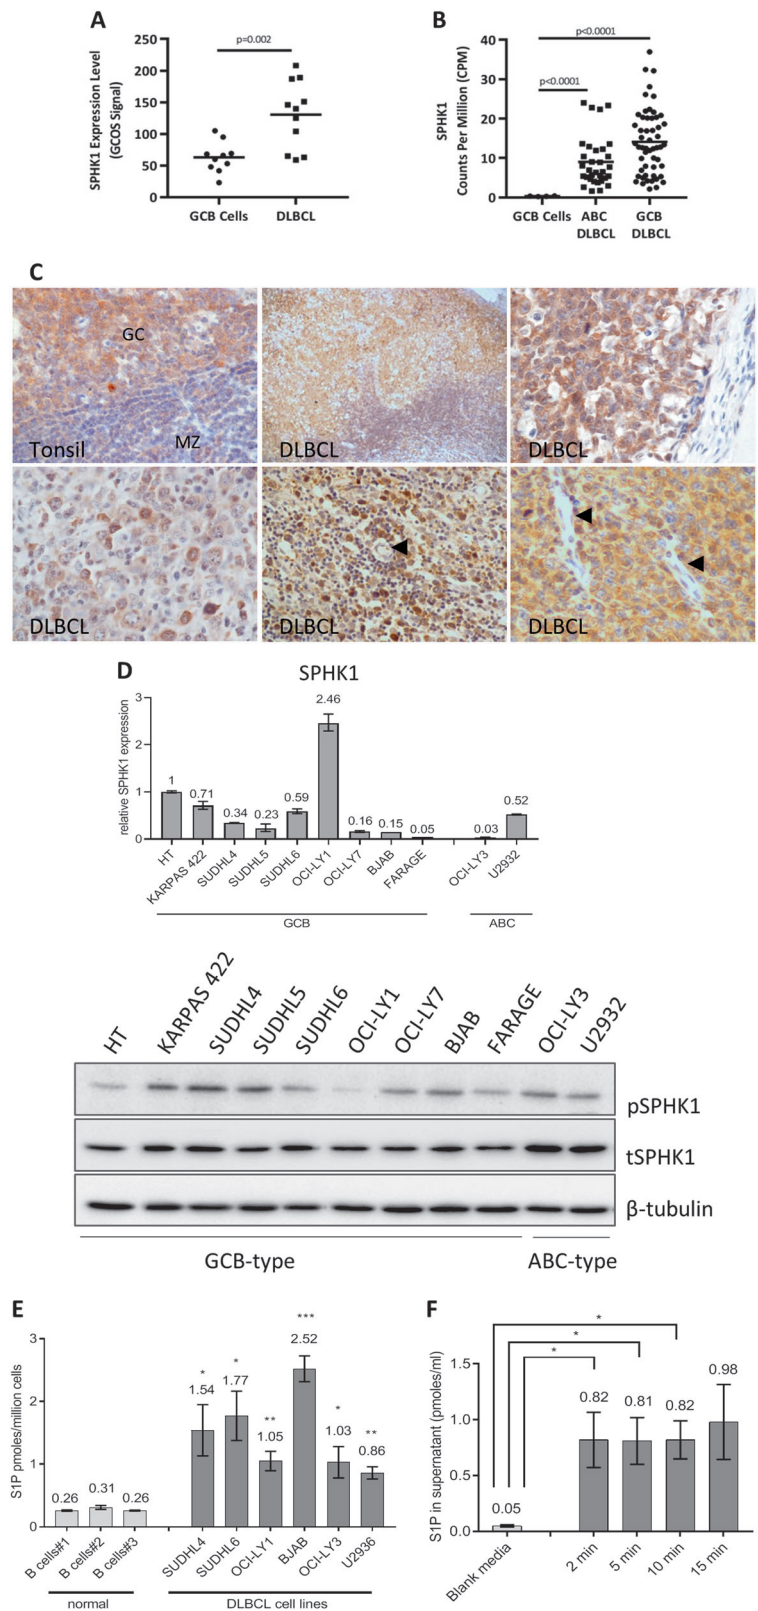 A
p=0.002
SPHK1 Expression Level
(GCOS Signal)
250
200
150
100
50
0
GCB Cells
DLBCL
B
p<0.0001
p<0.0001
SPHK1
Counts Per Million (CPM)
40
30
20
10
0
GCB Cells
ABC
DLBCL
GCB
DLBCL
C
GC
MZ
Tonsil
DLBCL
DLBCL
DLBCL
DLBCL
DLBCL
D
SPHK1
relative SPHK1 expression
3
2
1
0
1
0.71
0.34
0.23
0.59
2.46
0.16
0.15
0.05
0.03
0.52
HT
KARPAS 422
SUDHL4
SUDHL5
SUDHL6
OCI-LY1
OCI-LY7
BJAB
FARAGE
OCI-LY3
U2932
GCB
ABC
HT
KARPAS 422
SUDHL4
SUDHL5
SUDHL6
OCI-LY1
OCI-LY7
BJAB
FARAGE
OCI-LY3
U2932
pSPHK1
tSPHK1
β-tubulin
GCB-type
ABC-type
E
S1P pmoles/million cells
3
2
1
0
0.26
0.31
0.26
*
1.54
*
1.77
**
1.05
***
2.52
*
1.03
**
0.86
B cells#1
B cells#2
B cells#3
SUDHL4
SUDHL6
OCI-LY1
BJAB
OCI-LY3
U2936
normal
DLBCL cell lines
F
S1P in supernatant (pmoles/ml)
1.5
1.0
0.5
0.0
*
*
*
0.05
0.82
0.81
0.82
0.98
Blank media
2 min
5 min
10 min
15 min